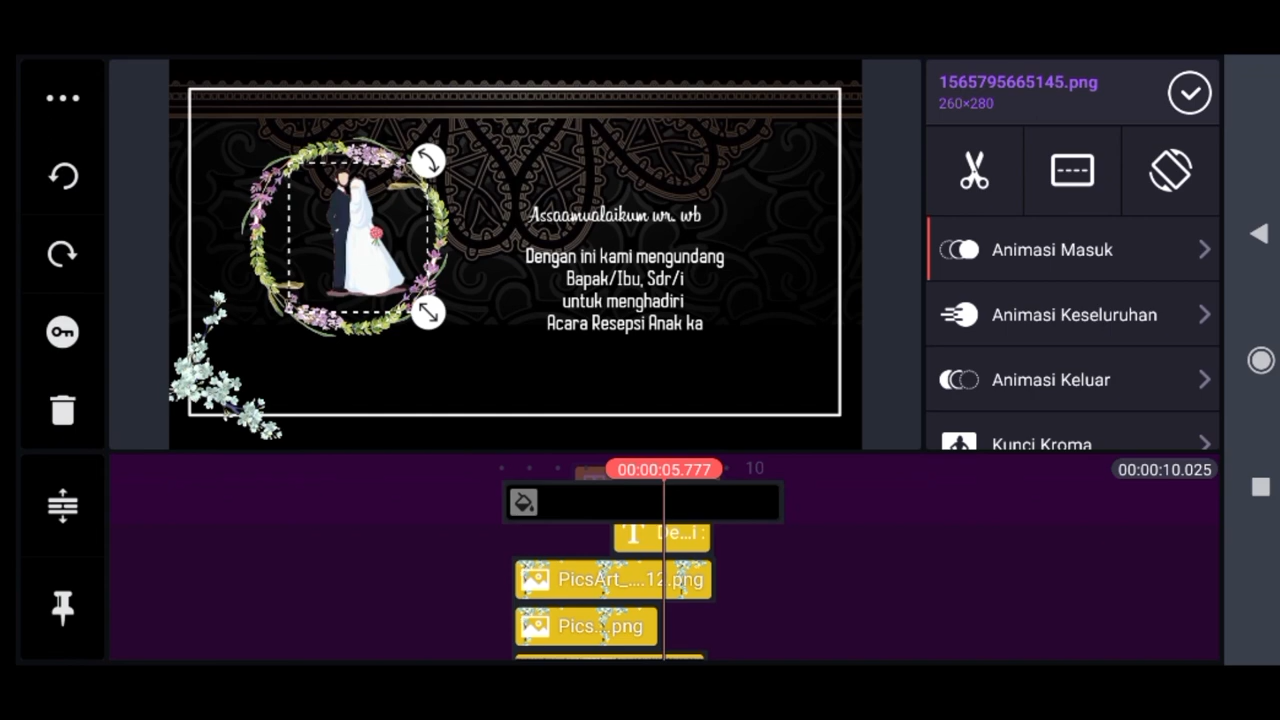 1565795665145.png
260×280
Assaamualaikum wr. wb
Dengan ini kami mengundang
Bapak/Ibu, Sdr/i
untuk menghadiri
Acara Resepsi Anak ka
Animasi Masuk
Animasi Keseluruhan
Animasi Keluar
Kunci Kroma
00:00:05.777
10
00:00:10.025
De...i :
PicsArt_....12.png
Pics...png